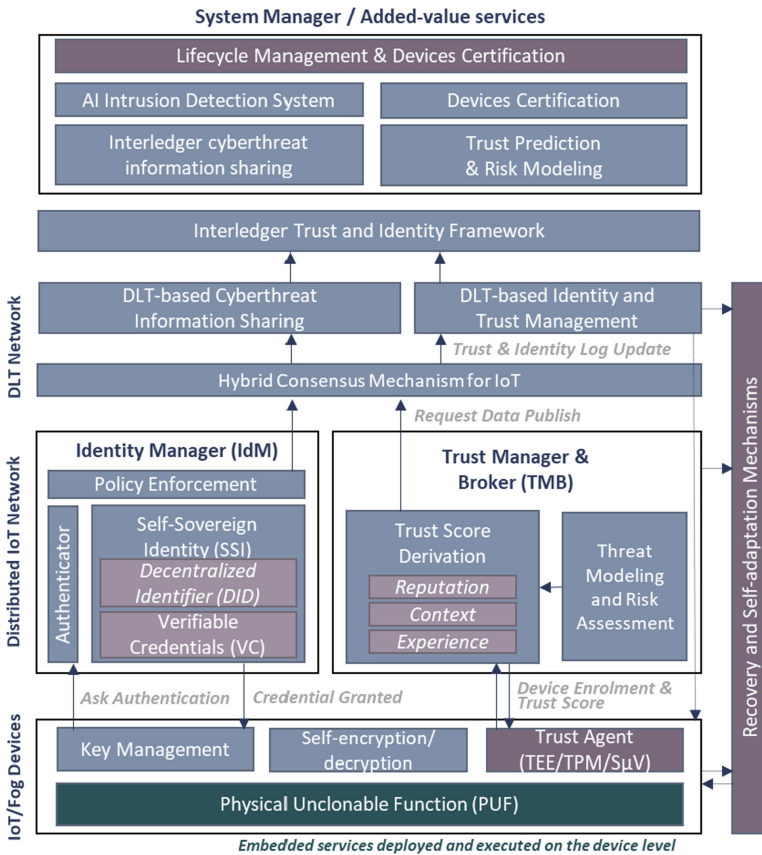 System Manager / Added-value services
Lifecycle Management & Devices Certification
AI Intrusion Detection System
Devices Certification
Interledger cyberthreat
information sharing
Trust Prediction
& Risk Modeling
Interledger Trust and Identity Framework
DLT Network
DLT-based Cyberthreat
Information Sharing
DLT-based Identity and
Trust Management
Trust & Identity Log Update
Hybrid Consensus Mechanism for IoT
Request Data Publish
Recovery and Self-adaptation Mechanisms
Distributed IoT Network
Identity Manager (IdM)
Policy Enforcement
Authenticator
Self-Sovereign
Identity (SSI)
Decentralized
Identifier (DID)
Verifiable
Credentials (VC)
Trust Manager &
Broker (TMB)
Trust Score
Derivation
Reputation
Context
Experience
Threat
Modeling
and Risk
Assessment
Ask Authentication
Credential Granted
Device Enrolment &
Trust Score
IoT/Fog Devices
Key Management
Self-encryption/
decryption
Trust Agent
(TEE/TPM/SμV)
Physical Unclonable Function (PUF)
Embedded services deployed and executed on the device level